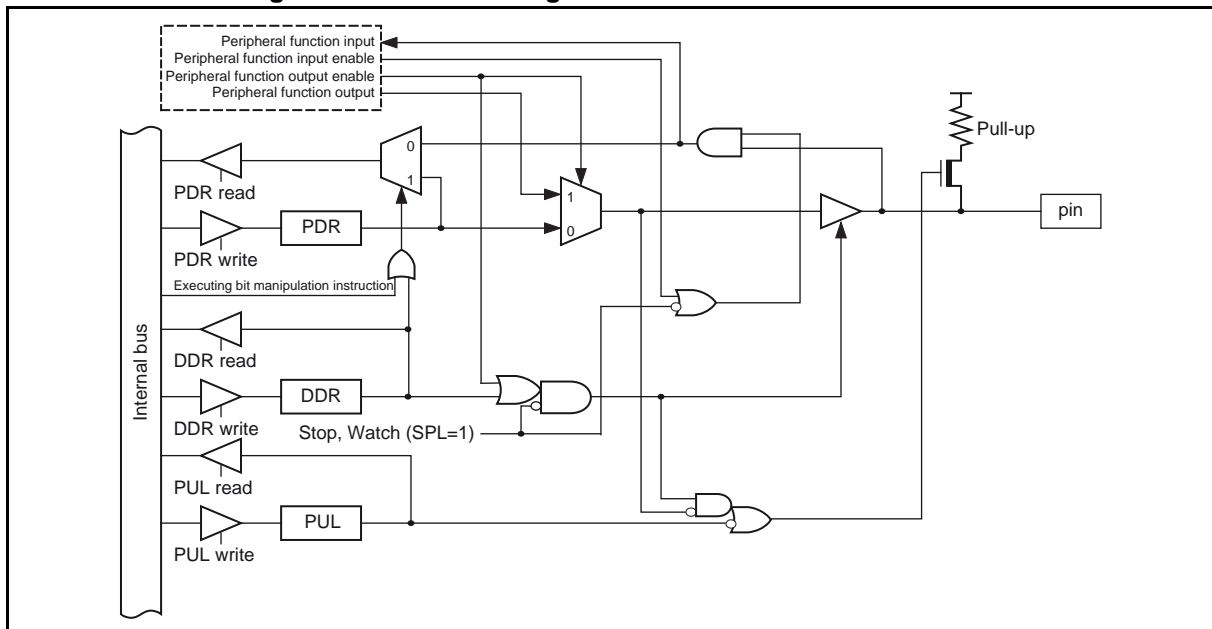 Peripheral function input
Peripheral function input enable
Peripheral function output enable
Peripheral function output
Pull-up
0
1
PDR read
1
0
pin
PDR
PDR write
Executing bit manipulation instruction
Internal bus
DDR read
DDR
DDR write
Stop, Watch (SPL=1)
PUL read
PUL
PUL write